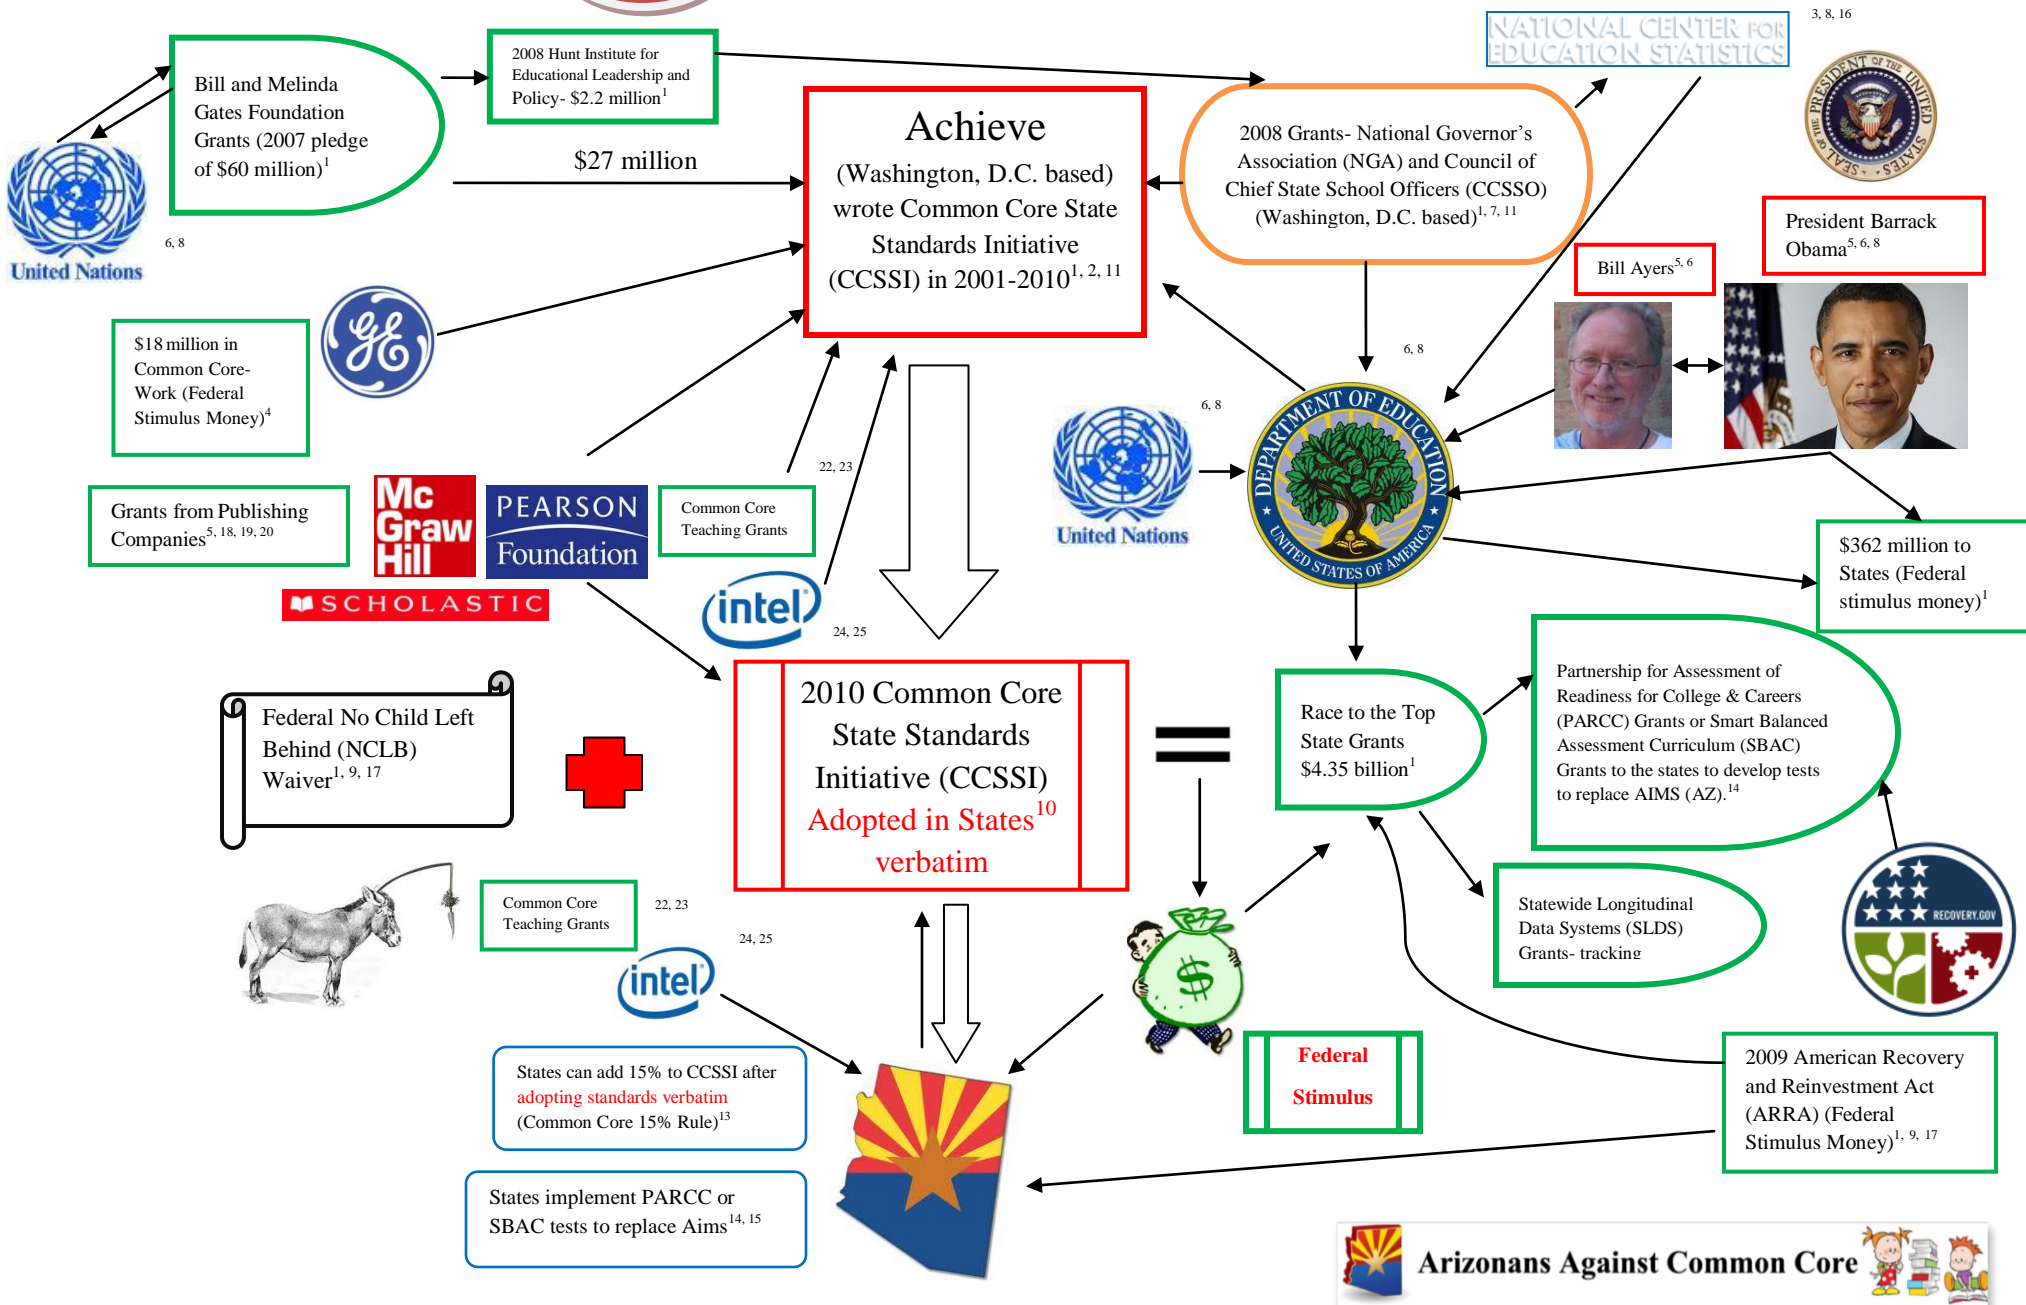 NATIONAL CENTER FOR
EDUCATION STATISTICS
3, 8, 16
SEAL OF THE PRESIDENT OF THE UNITED STATES
Bill and Melinda
Gates Foundation
Grants (2007 pledge
of $60 million)1
2008 Hunt Institute for
Educational Leadership and
Policy- $2.2 million1
United Nations
6, 8
$27 million
Achieve
(Washington, D.C. based)
wrote Common Core State
Standards Initiative
(CCSSI) in 2001-20101, 2, 11
2008 Grants- National Governor's
Association (NGA) and Council of
Chief State School Officers (CCSSO)
(Washington, D.C. based)1, 7, 11
President Barrack
Obama5, 6, 8
Bill Ayers5, 6
$18 million in
Common Core-
Work (Federal
Stimulus Money)4
GE
6, 8
6, 8
United Nations
DEPARTMENT OF EDUCATION
UNITED STATES OF AMERICA
Grants from Publishing
Companies5, 18, 19, 20
Mc
Graw
Hill
PEARSON
Foundation
SCHOLASTIC
22, 23
Common Core
Teaching Grants
intel
24, 25
$362 million to
States (Federal
stimulus money)1
Federal No Child Left
Behind (NCLB)
Waiver1, 9, 17
2010 Common Core
State Standards
Initiative (CCSSI)
Adopted in States10
verbatim
=
Race to the Top
State Grants
$4.35 billion1
Partnership for Assessment of
Readiness for College & Careers
(PARCC) Grants or Smart Balanced
Assessment Curriculum (SBAC)
Grants to the states to develop tests
to replace AIMS (AZ).14
Statewide Longitudinal
Data Systems (SLDS)
Grants- tracking
RECOVERY.GOV
Common Core
Teaching Grants
22, 23
24, 25
intel
$
Federal
Stimulus
2009 American Recovery
and Reinvestment Act
(ARRA) (Federal
Stimulus Money)1, 9, 17
States can add 15% to CCSSI after
adopting standards verbatim
(Common Core 15% Rule)13
States implement PARCC or
SBAC tests to replace Aims14, 15
Arizonans Against Common Core